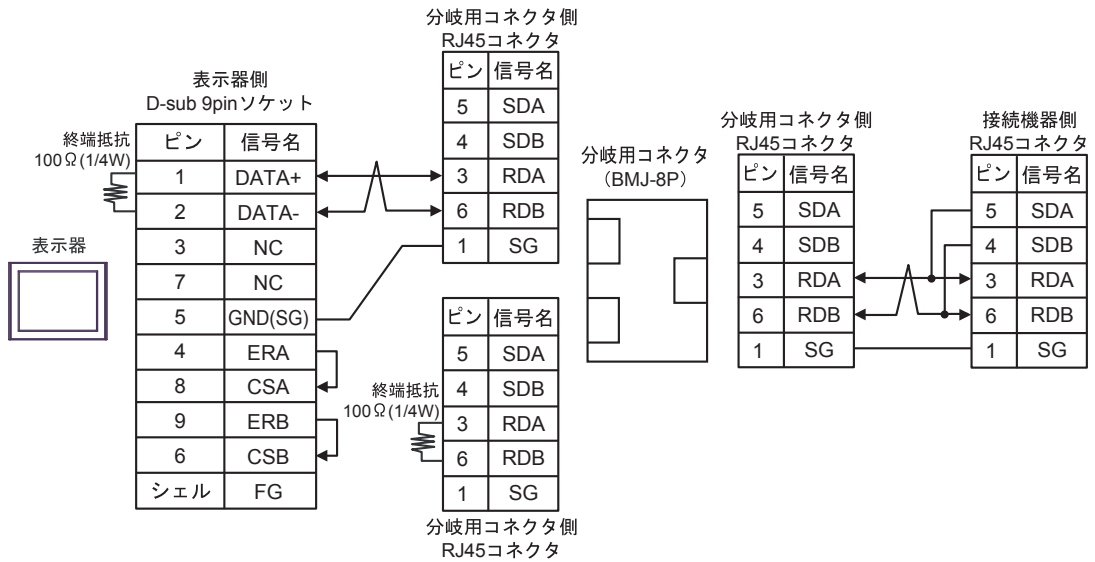 表示器
表示器側
D-sub 9pinソケット
終端抵抗
100Ω(1/4W)
ピン 信号名
1 DATA+
2 DATA-
3 NC
7 NC
5 GND(SG)
4 ERA
8 CSA
9 ERB
6 CSB
シェル FG
分岐用コネクタ側
RJ45コネクタ
ピン 信号名
5 SDA
4 SDB
3 RDA
6 RDB
1 SG
終端抵抗
100Ω(1/4W)
ピン 信号名
5 SDA
4 SDB
3 RDA
6 RDB
1 SG
分岐用コネクタ側
RJ45コネクタ
分岐用コネクタ
（BMJ-8P）
分岐用コネクタ側
RJ45コネクタ
ピン 信号名
5 SDA
4 SDB
3 RDA
6 RDB
1 SG
接続機器側
RJ45コネクタ
ピン 信号名
5 SDA
4 SDB
3 RDA
6 RDB
1 SG